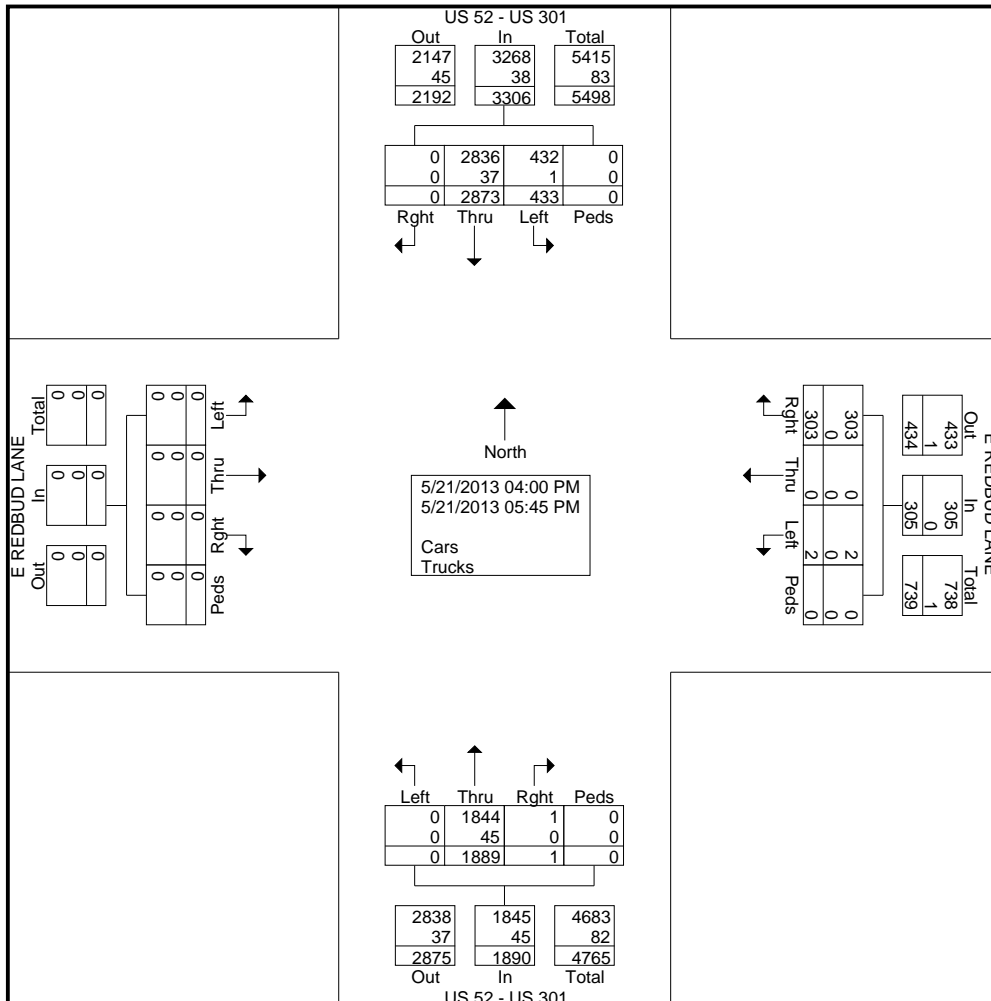 US 52 - US 301
Out In Total
2147 3268 5415
45 38 83
2192 3306 5498
0 2836 432 0
0 37 1 0
0 2873 433 0
Rght Thru Left Peds
E REDBUD LANE
Total In Out
0 0 0
0 0 0
0 0 0
Left Thru Rght Peds
0 0 0 0
0 0 0 0
0 0 0 0
North
5/21/2013 04:00 PM
5/21/2013 05:45 PM
Cars
Trucks
E REDBUD LANE
Out In Total
433 305 738
1 0 1
434 305 739
303 0 2 0
0 0 0 0
303 0 2 0
Rght Thru Left Peds
Left Thru Rght Peds
0 1844 1 0
0 45 0 0
0 1889 1 0
2838 1845 4683
37 45 82
2875 1890 4765
Out In Total
US 52 - US 301